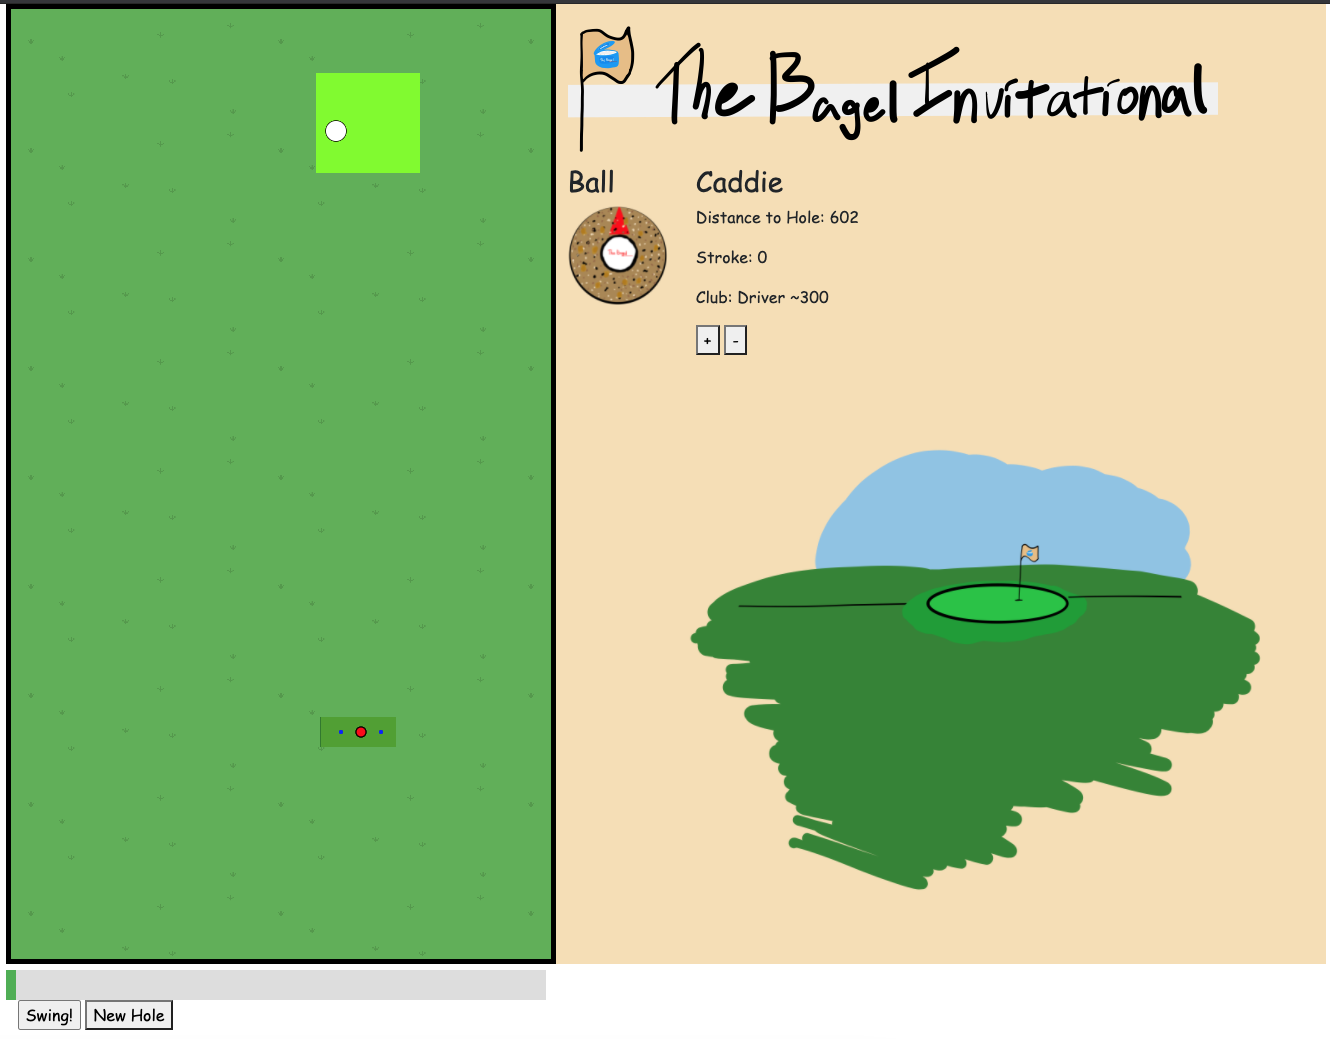 The Bagel Invitational
Ball
Caddie
Distance to Hole: 602
Stroke: 0
Club: Driver ~300
+ -
Swing! New Hole